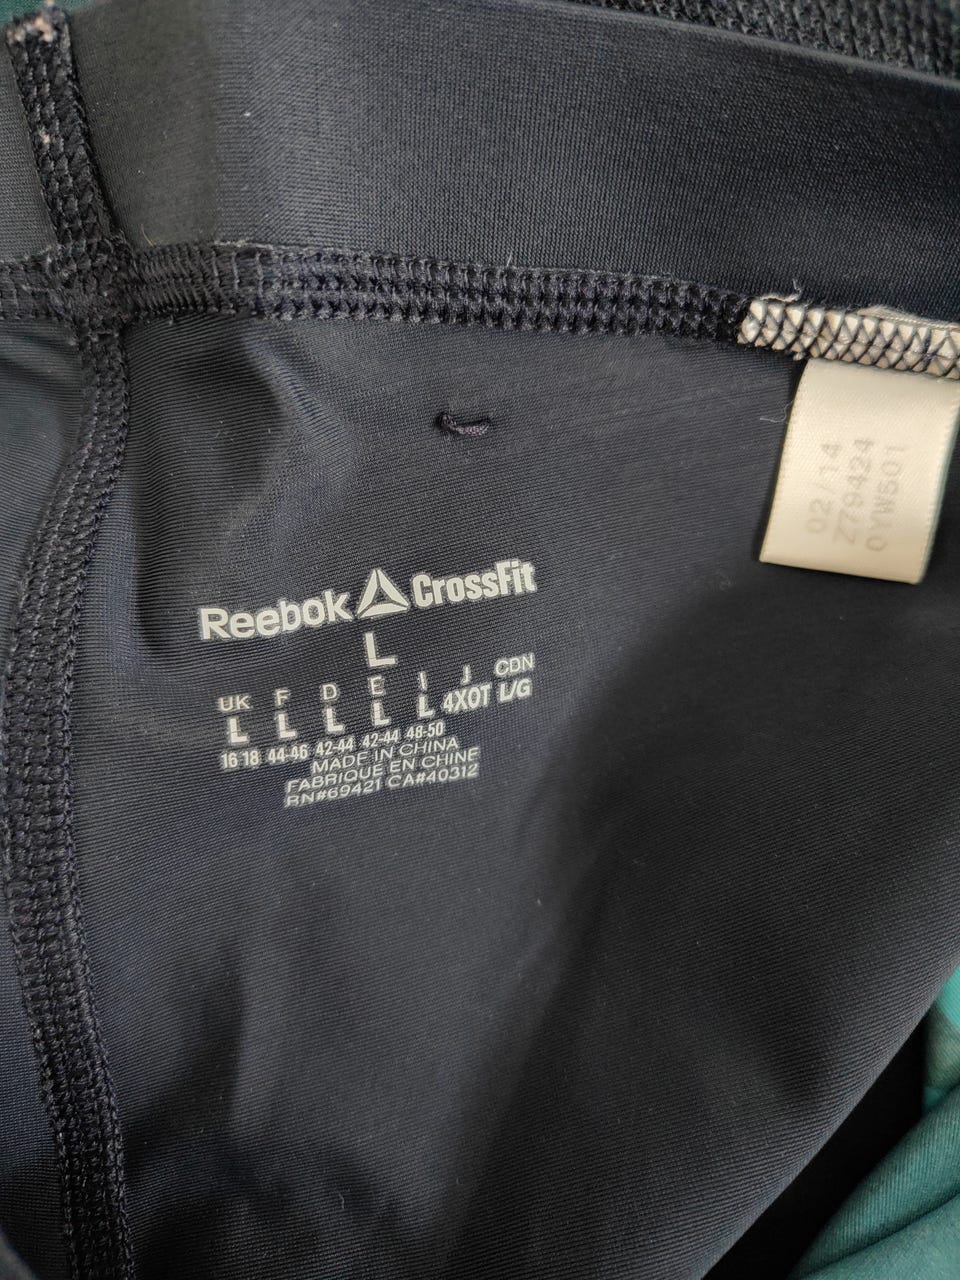 Reebok CrossFit
L
UK F D E I J CDN
L L L L L 4XOT L/G
16 18 44-46 42-44 42-44 48-50
MADE IN CHINA
FABRIQUE EN CHINE
RN#69421 CA#40312
02/14
Z79424
0YW601